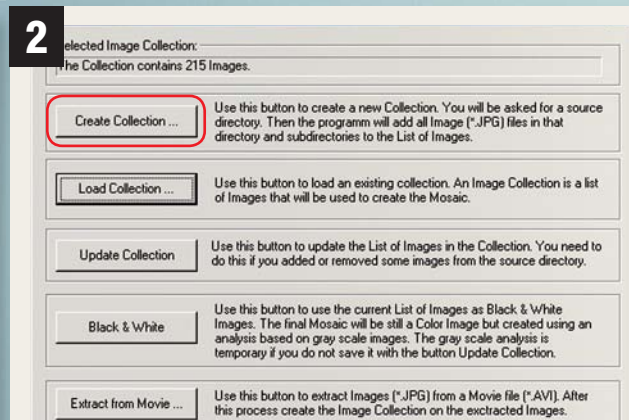 2
elected Image Collection:
The Collection contains 215 Images.
Create Collection ...
Use this button to create a new Collection. You will be asked for a source
directory. Then the programm will add all Image (*.JPG) files in that
directory and subdirectories to the List of Images.
Load Collection ...
Use this button to load an existing collection. An Image Collection is a list
of Images that will be used to create the Mosaic.
Update Collection
Use this button to update the List of Images in the Collection. You need to
do this if you added or removed some images from the source directory.
Black & White
Use this button to use the current List of Images as Black & White
Images. The final Mosaic will be still a Color Image but created using an
analysis based on gray scale images. The gray scale analysis is
temporary if you do not save it with the button Update Collection.
Extract from Movie ...
Use this button to extract Images (*.JPG) from a Movie file (*.AVI). After
this process create the Image Collection on the exctracted Images.